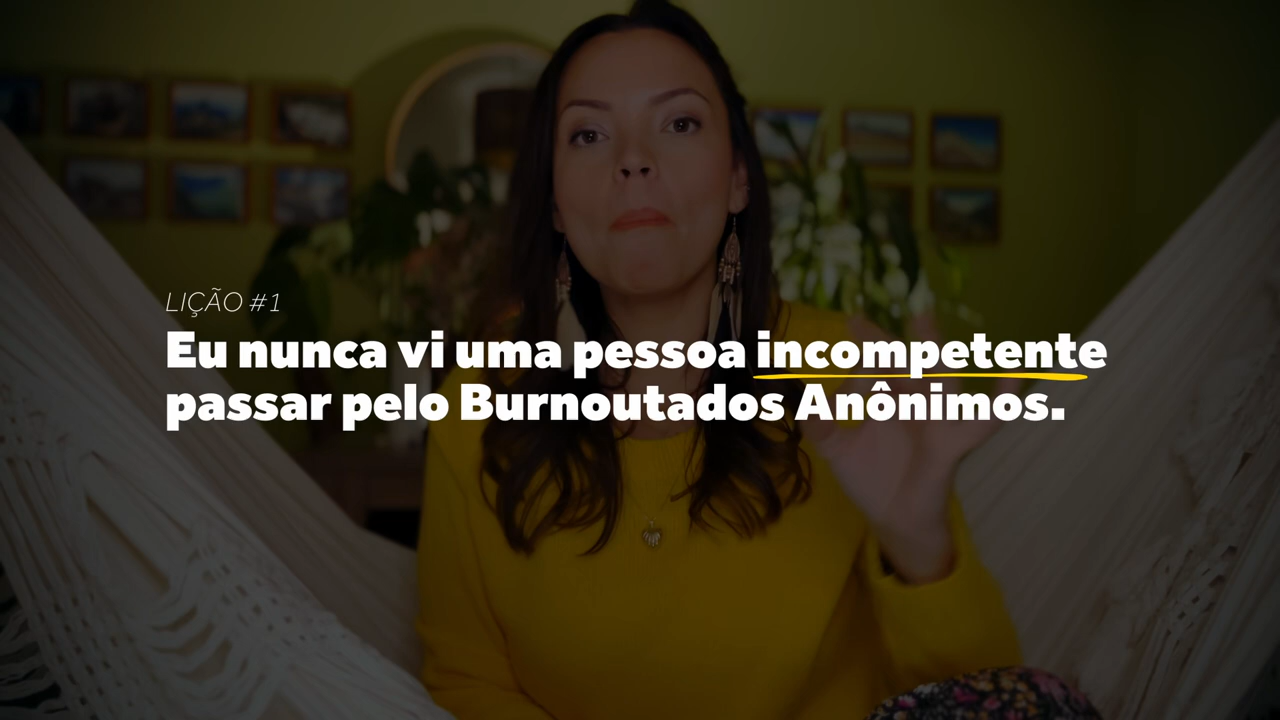 LIÇÃO #1
Eu nunca vi uma pessoa incompetente
passar pelo Burnoutados Anônimos.